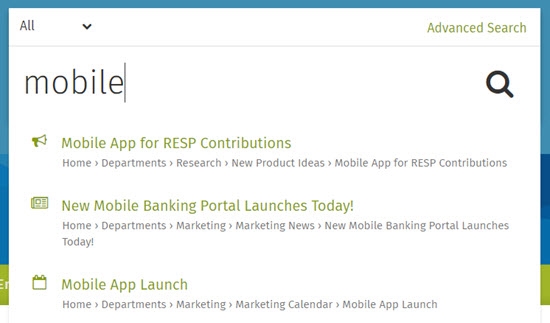 All
Advanced Search
mobile
Mobile App for RESP Contributions
Home › Departments › Research › New Product Ideas › Mobile App for RESP Contributions
New Mobile Banking Portal Launches Today!
Home › Departments › Marketing › Marketing News › New Mobile Banking Portal Launches
Today!
Mobile App Launch
Home › Departments › Marketing › Marketing Calendar › Mobile App Launch